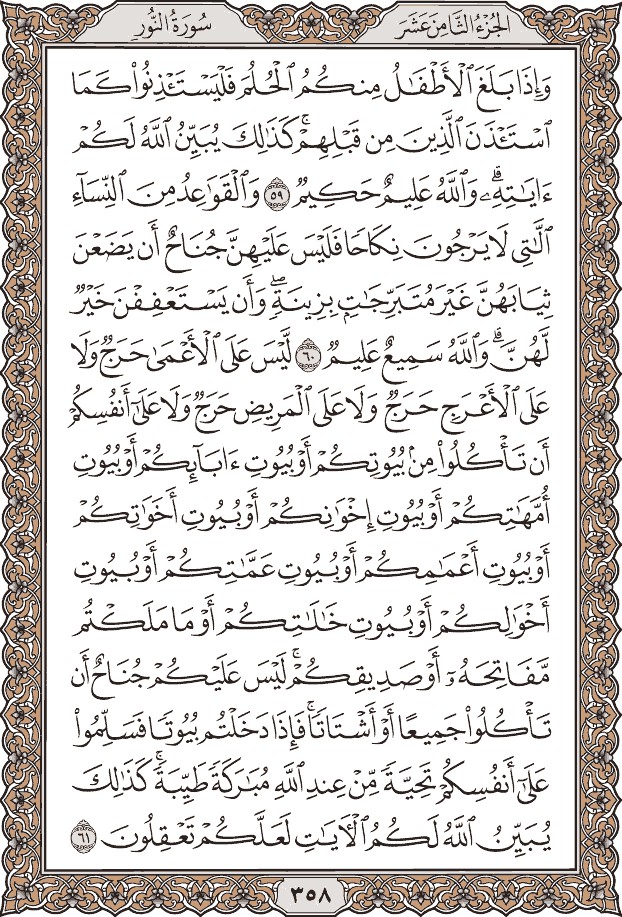 الجُزْءُ الثَّامِنَ عَشَرَ
سُورَةُ النُّور
وَإِذَا بَلَغَ ٱلۡأَطۡفَٰلُ مِنكُمُ ٱلۡحُلُمَ فَلۡيَسۡتَـٔۡذِنُواْ كَمَا
ٱسۡتَـٔۡذَنَ ٱلَّذِينَ مِن قَبۡلِهِمۡۚ كَذَٰلِكَ يُبَيِّنُ ٱللَّهُ لَكُمۡ
ءَايَٰتِهِۦۗ وَٱللَّهُ عَلِيمٌ حَكِيمٞ ٥٩ وَٱلۡقَوَٰعِدُ مِنَ ٱلنِّسَآءِ
ٱلَّٰتِي لَا يَرۡجُونَ نِكَاحٗا فَلَيۡسَ عَلَيۡهِنَّ جُنَاحٌ أَن يَضَعۡنَ
ثِيَابَهُنَّ غَيۡرَ مُتَبَرِّجَٰتِۭ بِزِينَةٖۖ وَأَن يَسۡتَعۡفِفۡنَ خَيۡرٞ
لَّهُنَّۗ وَٱللَّهُ سَمِيعٌ عَلِيمٞ ٦٠ لَّيۡسَ عَلَى ٱلۡأَعۡمَىٰ حَرَجٞ وَلَا
عَلَى ٱلۡأَعۡرَجِ حَرَجٞ وَلَا عَلَى ٱلۡمَرِيضِ حَرَجٞ وَلَا عَلَىٰٓ أَنفُسِكُمۡ
أَن تَأۡكُلُواْ مِنۢ بُيُوتِكُمۡ أَوۡ بُيُوتِ ءَابَآئِكُمۡ أَوۡ بُيُوتِ
أُمَّهَٰتِكُمۡ أَوۡ بُيُوتِ إِخۡوَٰنِكُمۡ أَوۡ بُيُوتِ أَخَوَٰتِكُمۡ
أَوۡ بُيُوتِ أَعۡمَٰمِكُمۡ أَوۡ بُيُوتِ عَمَّٰتِكُمۡ أَوۡ بُيُوتِ
أَخۡوَٰلِكُمۡ أَوۡ بُيُوتِ خَٰلَٰتِكُمۡ أَوۡ مَا مَلَكۡتُم
مَّفَاتِحَهُۥٓ أَوۡ صَدِيقِكُمۡۚ لَيۡسَ عَلَيۡكُمۡ جُنَاحٌ أَن
تَأۡكُلُواْ جَمِيعًا أَوۡ أَشۡتَاتٗاۚ فَإِذَا دَخَلۡتُم بُيُوتٗا فَسَلِّمُواْ
عَلَىٰٓ أَنفُسِكُمۡ تَحِيَّةٗ مِّنۡ عِندِ ٱللَّهِ مُبَٰرَكَةٗ طَيِّبَةٗۚ كَذَٰلِكَ
يُبَيِّنُ ٱللَّهُ لَكُمُ ٱلۡأٓيَٰتِ لَعَلَّكُمۡ تَعۡقِلُونَ ٦١
٣٥٨